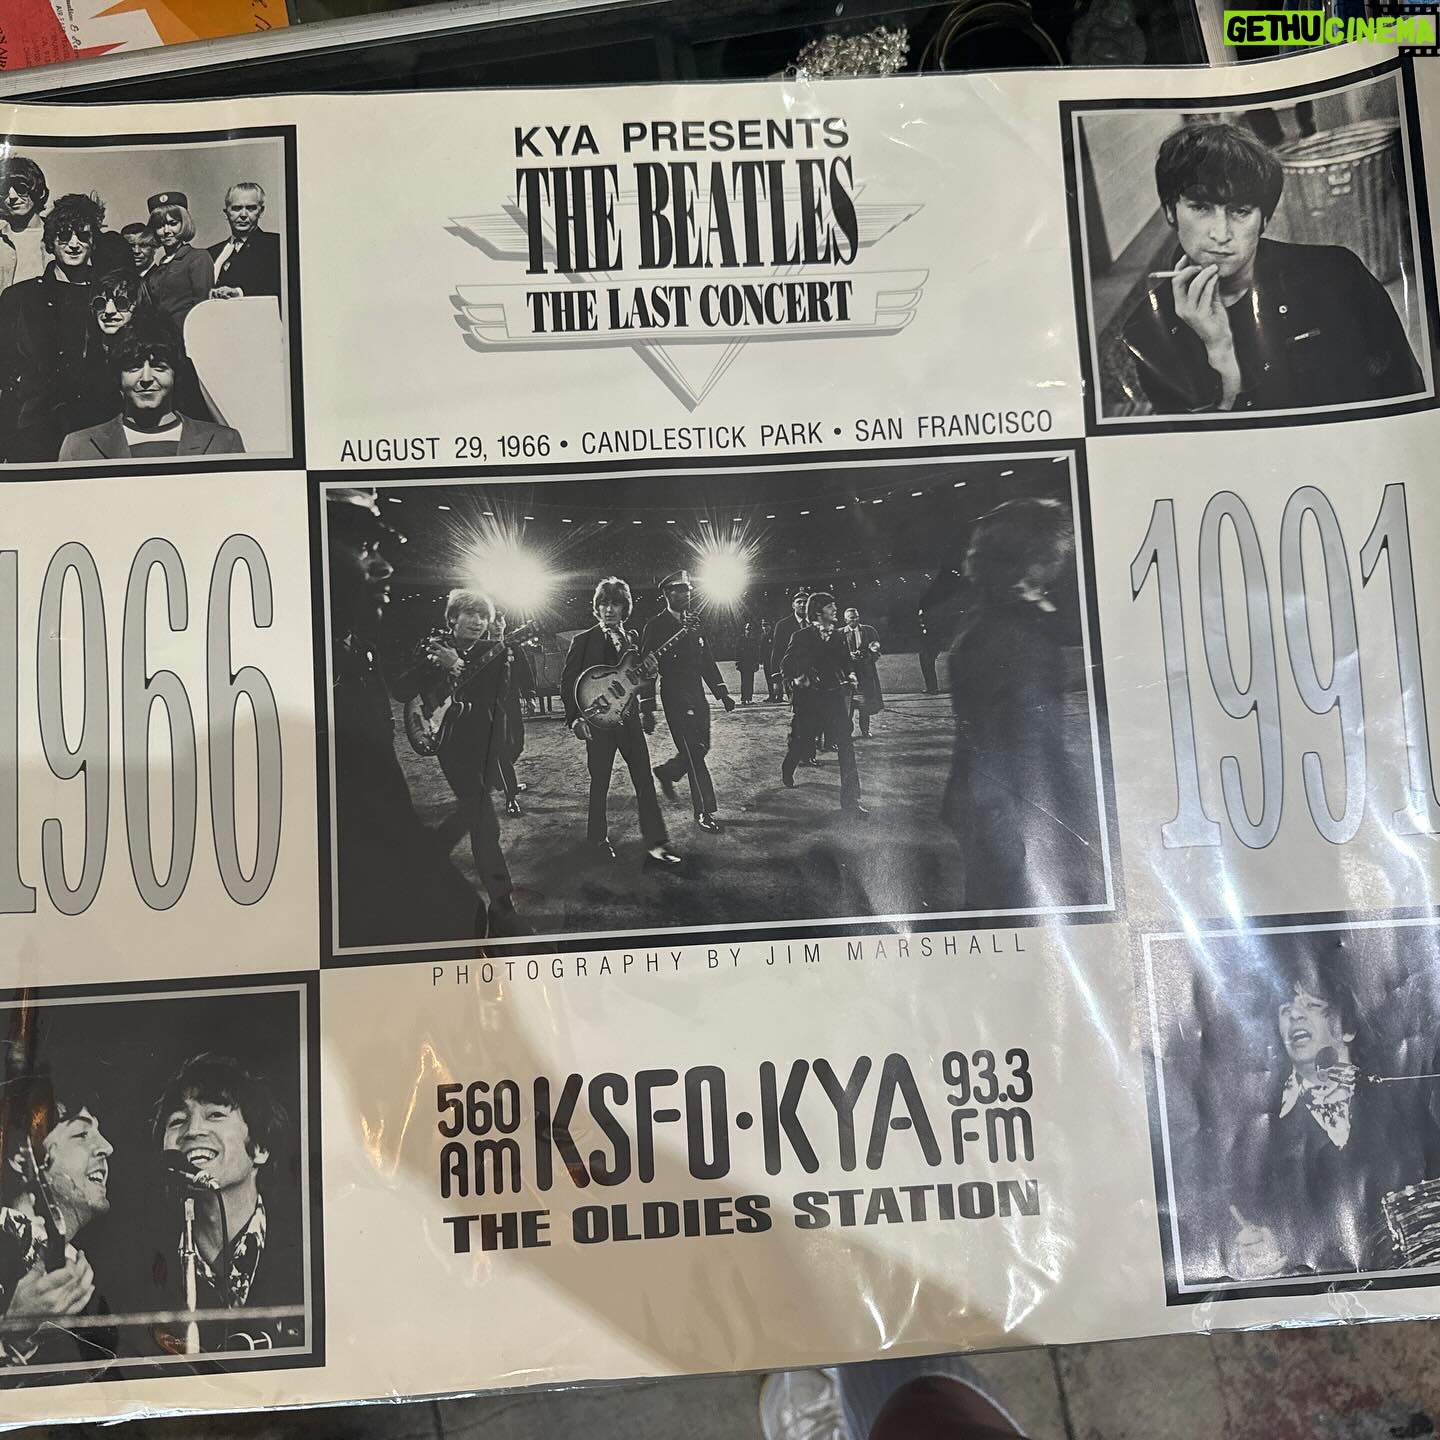 GETHUCINEMA
KYA PRESENTS
THE BEATLES
THE LAST CONCERT
AUGUST 29, 1966 • CANDLESTICK PARK • SAN FRANCISCO
1966
1991
PHOTOGRAPHY BY JIM MARSHALL
560 AM KSFO·KYA 93.3 FM
THE OLDIES STATION